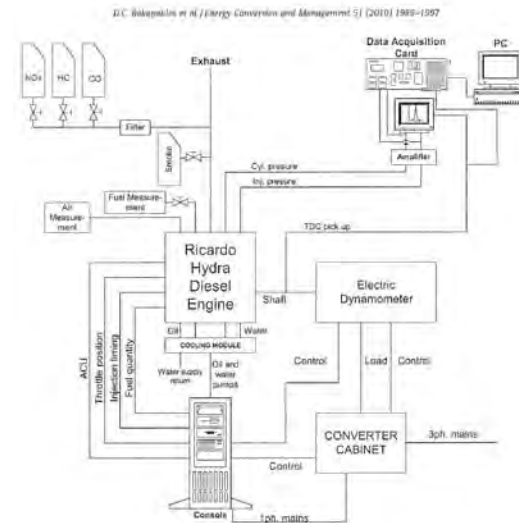 D.C. Rakopoulos et al. / Energy Conversion and Management 51 (2010) 1989–1997
Exhaust
Data Acquisition
Card
PC
NOx
HC
CO
Filter
Smoke
Amplifier
Cyl. pressure
Inj. pressure
Fuel Measure-
ment
Air
Measure-
ment
TDC pick up
Ricardo
Hydra
Diesel
Engine
Shaft
Electric
Dynamometer
Oil
Water
COOLING MODULE
Water supply
return
Oil and
water
pumps
ACU
Throttle position
Injection timing
Fuel quantity
Control
Load
Control
CONVERTER
CABINET
3ph. mains
Control
Console
1ph. mains